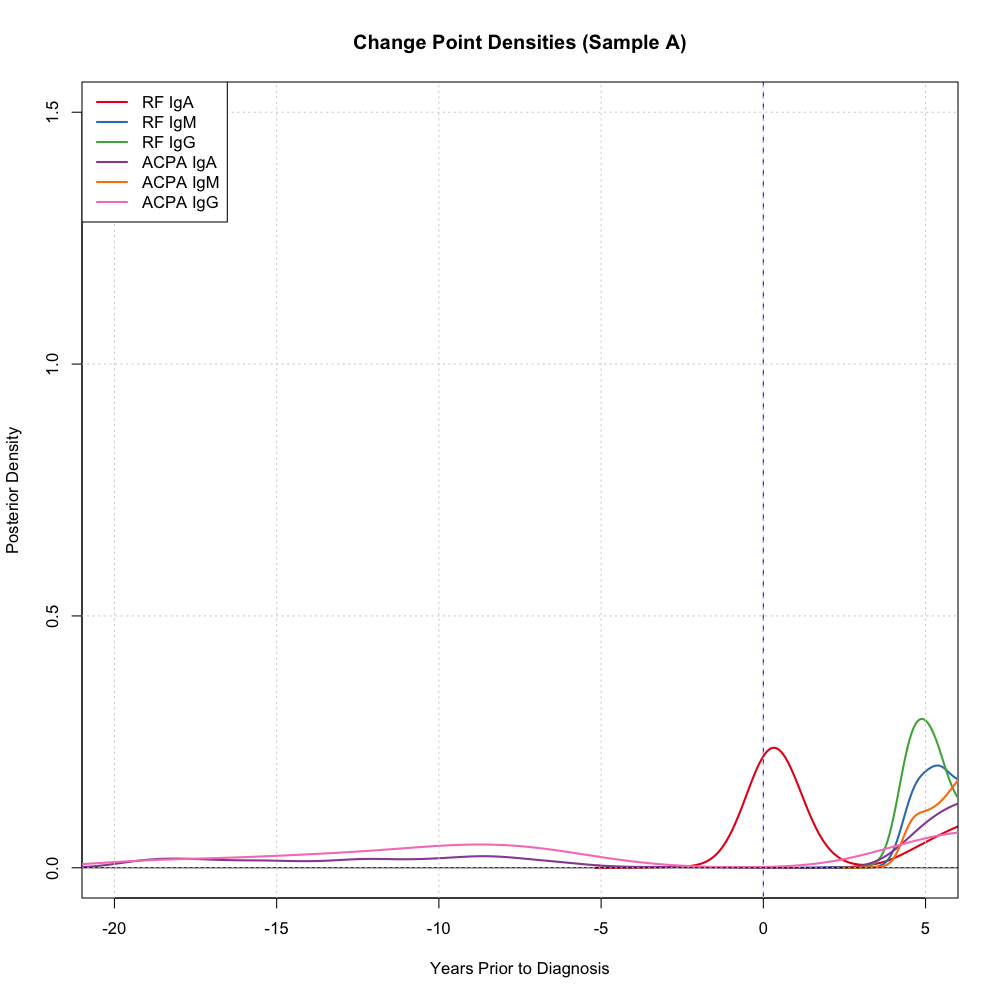 Change Point Densities (Sample A)
RF IgA
RF IgM
RF IgG
ACPA IgA
ACPA IgM
ACPA IgG
1.5
1.0
0.5
0.0
Posterior Density
-20 -15 -10 -5 0 5
Years Prior to Diagnosis